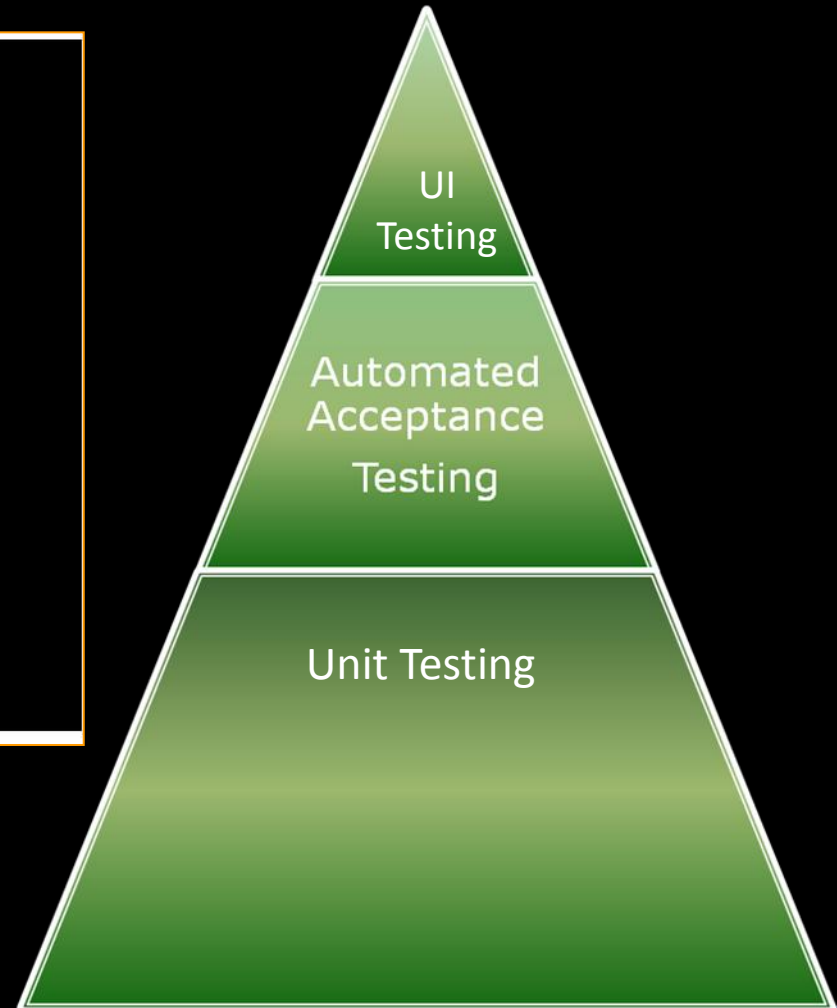 UI
Testing
Automated
Acceptance
Testing
Unit Testing